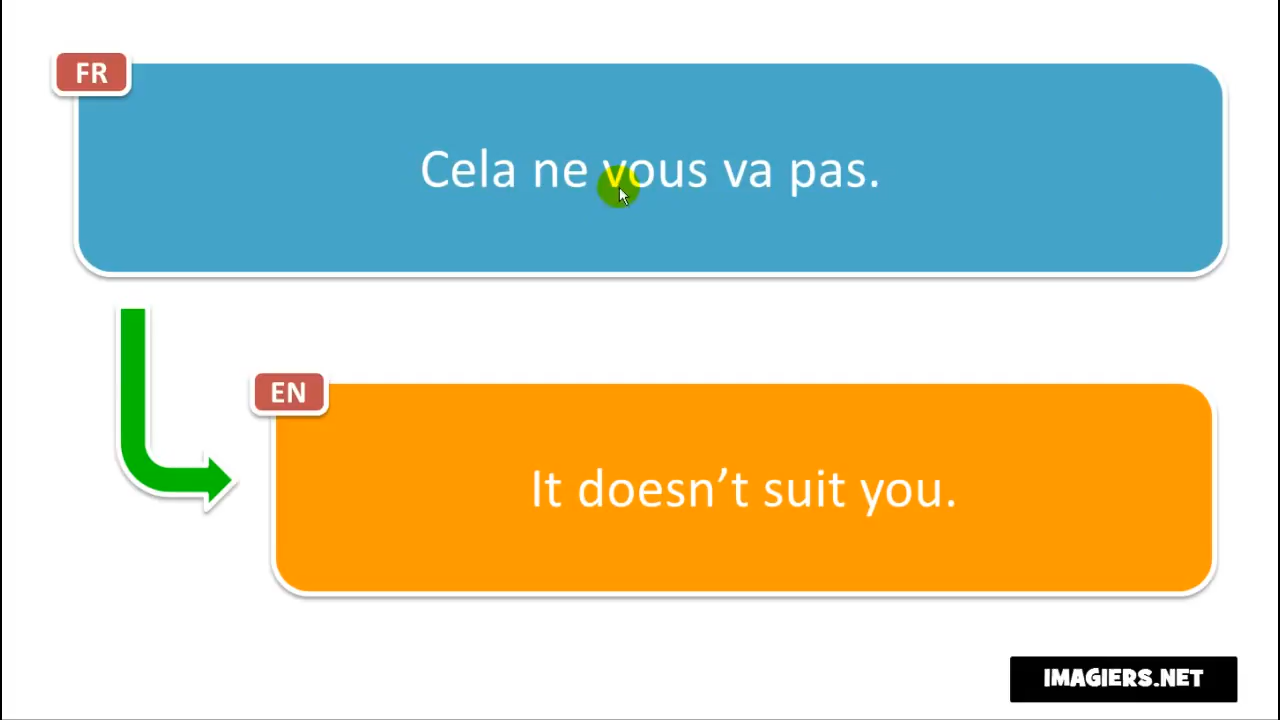 FR
Cela ne vous va pas.
EN
It doesn’t suit you.
IMAGIERS.NET